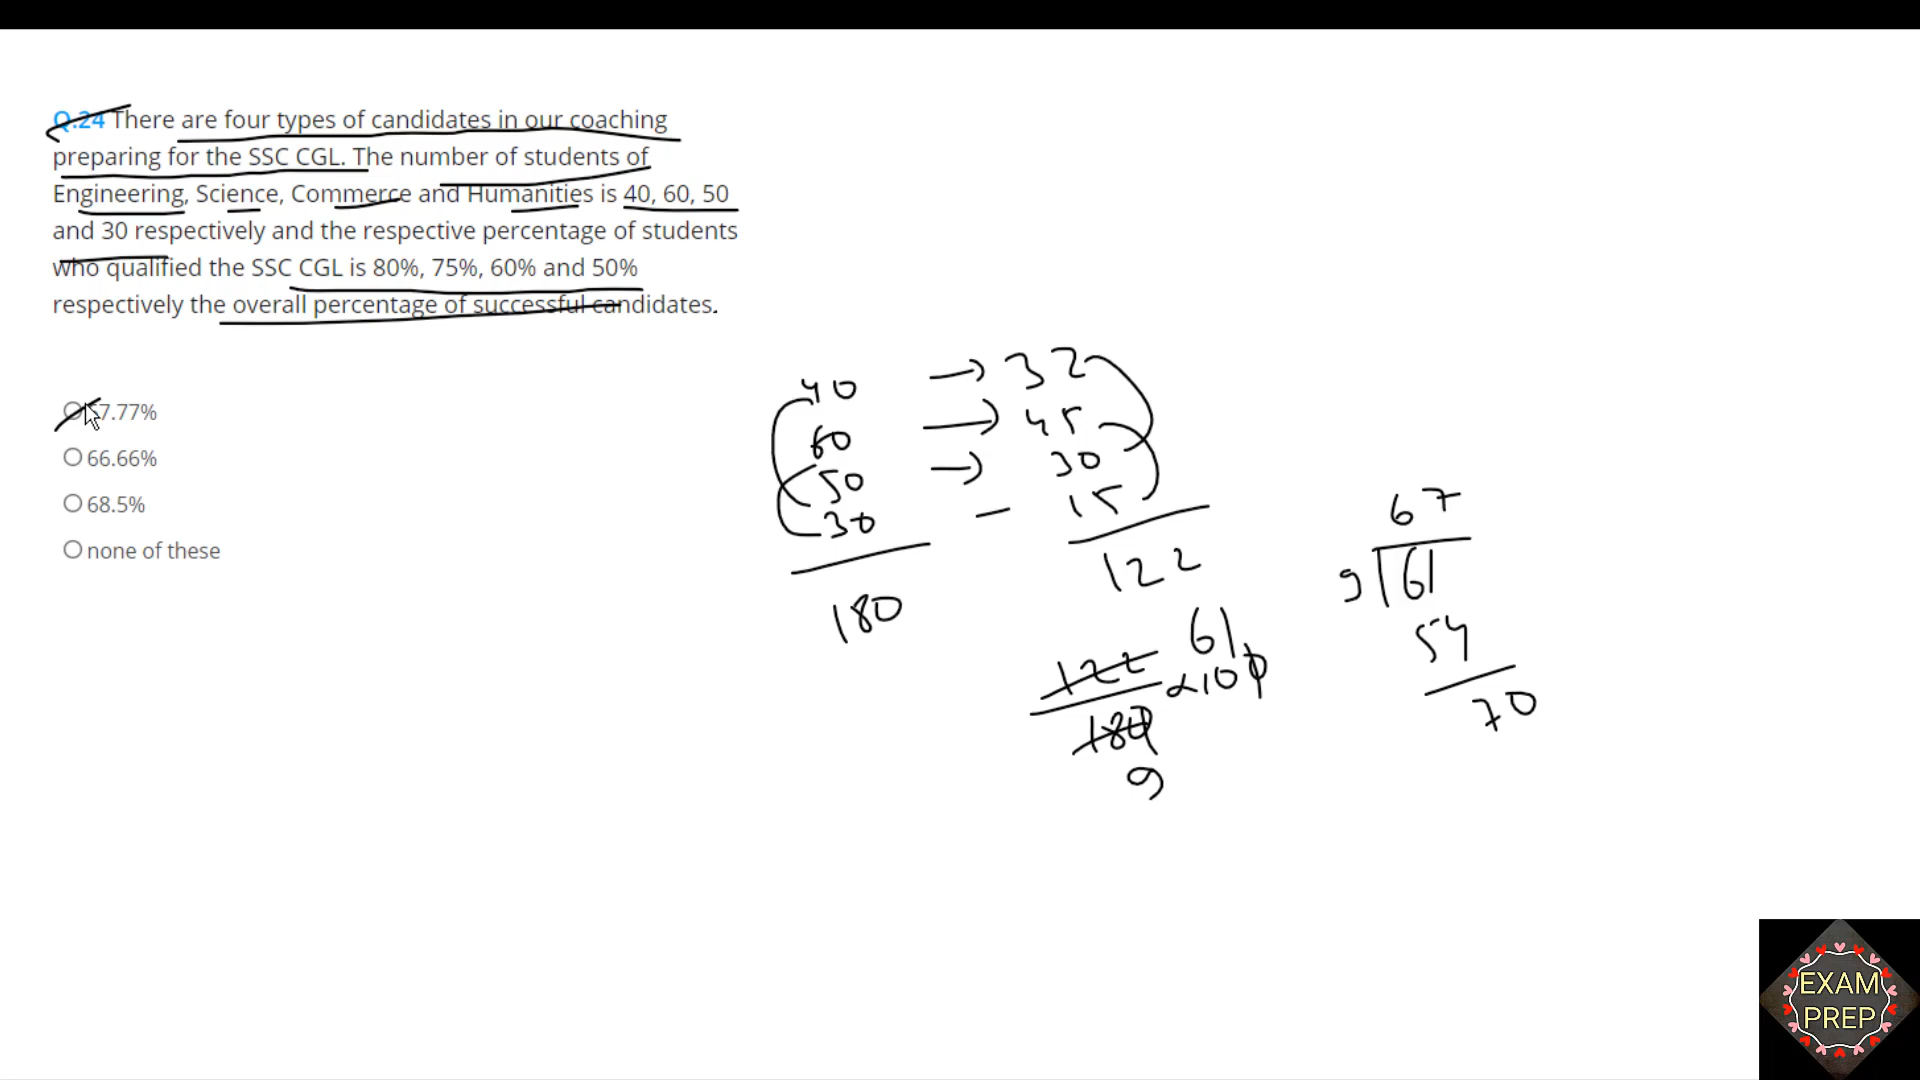 Q.24 There are four types of candidates in our coaching
preparing for the SSC CGL. The number of students of
Engineering, Science, Commerce and Humanities is 40, 60, 50
and 30 respectively and the respective percentage of students
who qualified the SSC CGL is 80%, 75%, 60% and 50%
respectively the overall percentage of successful candidates.
7.77%
66.66%
68.5%
none of these
40 → 32
60 → 45
50 → 30
30 - 15
180
122
122 61
×100
180
9
67
9 61
54
70
EXAM
PREP